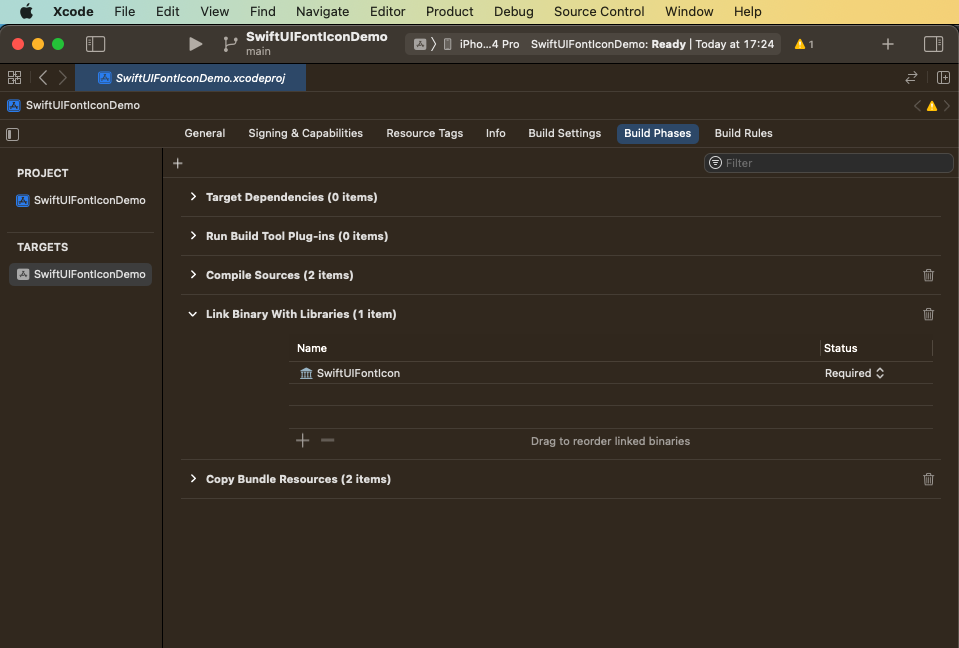 Xcode File Edit View Find Navigate Editor Product Debug Source Control Window Help
SwiftUIFontIconDemo
main
iPho...4 Pro SwiftUIFontIconDemo: Ready | Today at 17:24 1
SwiftUIFontIconDemo.xcodeproj
SwiftUIFontIconDemo
General Signing & Capabilities Resource Tags Info Build Settings Build Phases Build Rules
Filter
PROJECT
SwiftUIFontIconDemo
TARGETS
SwiftUIFontIconDemo
Target Dependencies (0 items)
Run Build Tool Plug-ins (0 items)
Compile Sources (2 items)
Link Binary With Libraries (1 item)
Name Status
SwiftUIFontIcon Required
Drag to reorder linked binaries
Copy Bundle Resources (2 items)